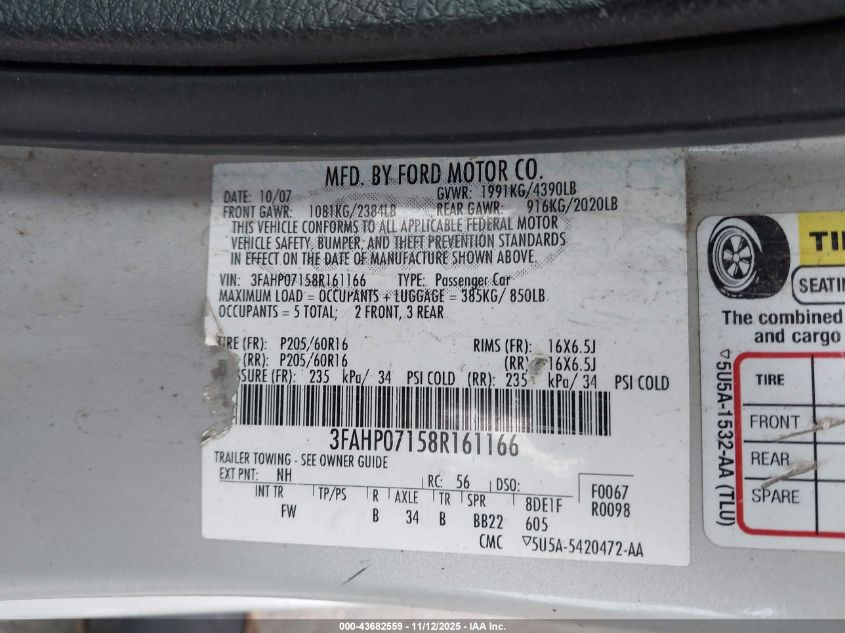 MFD. BY FORD MOTOR CO.
DATE: 10/07 GVWR: 1991KG/4390LB
FRONT GAWR: 1081KG/2384LB REAR GAWR: 916KG/2020LB
THIS VEHICLE CONFORMS TO ALL APPLICABLE FEDERAL MOTOR
VEHICLE SAFETY, BUMPER, AND THEFT PREVENTION STANDARDS
IN EFFECT ON THE DATE OF MANUFACTURE SHOWN ABOVE.
VIN: 3FAHP07158R161166 TYPE: Passenger Car
MAXIMUM LOAD = OCCUPANTS + LUGGAGE = 385KG/ 850LB
OCCUPANTS = 5 TOTAL; 2 FRONT, 3 REAR
TIRE (FR): P205/60R16 RIMS (FR): 16X6.5J
(RR): P205/60R16 (RR): 16X6.5J
SSURE (FR): 235 kPa/ 34 PSI COLD (RR): 235 kPa/ 34 PSI COLD
3FAHP07158R161166
TRAILER TOWING - SEE OWNER GUIDE
EXT PNT: NH RC: 56 DSO:
INT TR TP/PS R AXLE TR SPR 8DE1F F0067
FW B 34 B BB22 605 R0098
CMC 5U5A-5420472-AA
TI
SEATIN
The combined
and cargo
5U5A-1532-AA (TLU)
TIRE
FRONT
REAR
SPARE
000-43682559 - 11/12/2025 - IAA Inc.